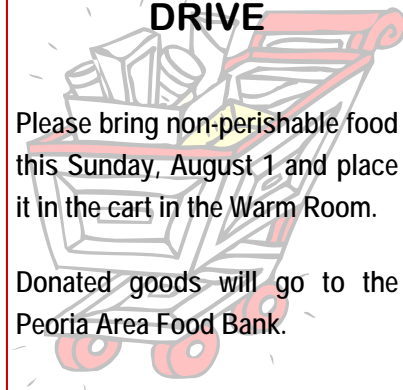 DRIVE
Please bring non-perishable food
this Sunday, August 1 and place
it in the cart in the Warm Room.
Donated goods will go to the
Peoria Area Food Bank.